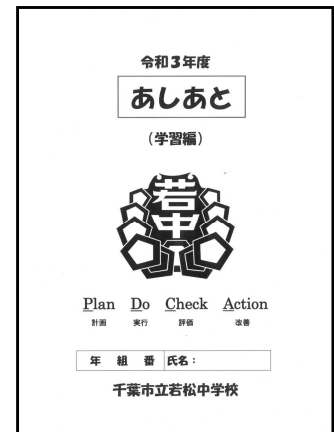 令和3年度
あしあと
(学習編)
若中
Plan Do Check Action
計画 実行 評価 改善
年 組 番 氏名:
千葉市立若松中学校